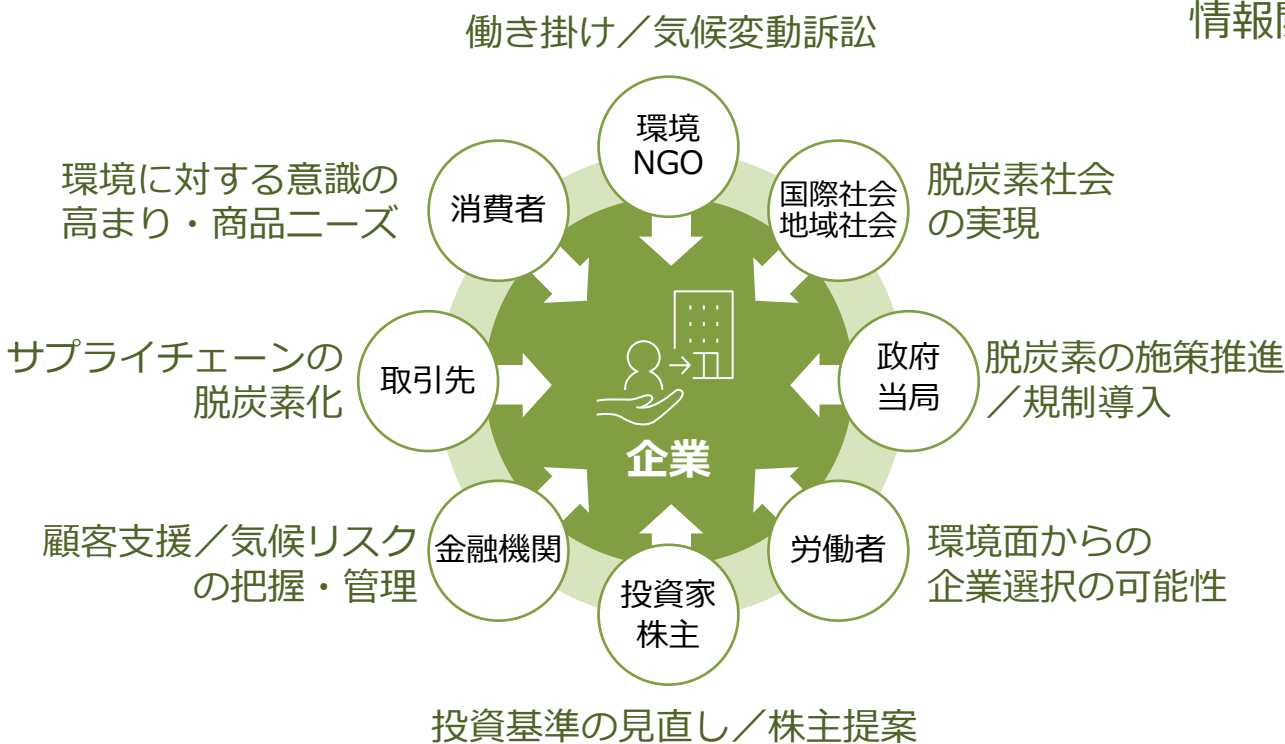 働き掛け／気候変動訴訟
情報
環境
NGO
環境に対する意識の
高まり・商品ニーズ
消費者
国際社会
地域社会
脱炭素社会
の実現
サプライチェーンの
脱炭素化
取引先
政府
当局
脱炭素の施策推進
／規制導入
企業
顧客支援／気候リスク
の把握・管理
金融機関
労働者
環境面からの
企業選択の可能性
投資家
株主
投資基準の見直し／株主提案